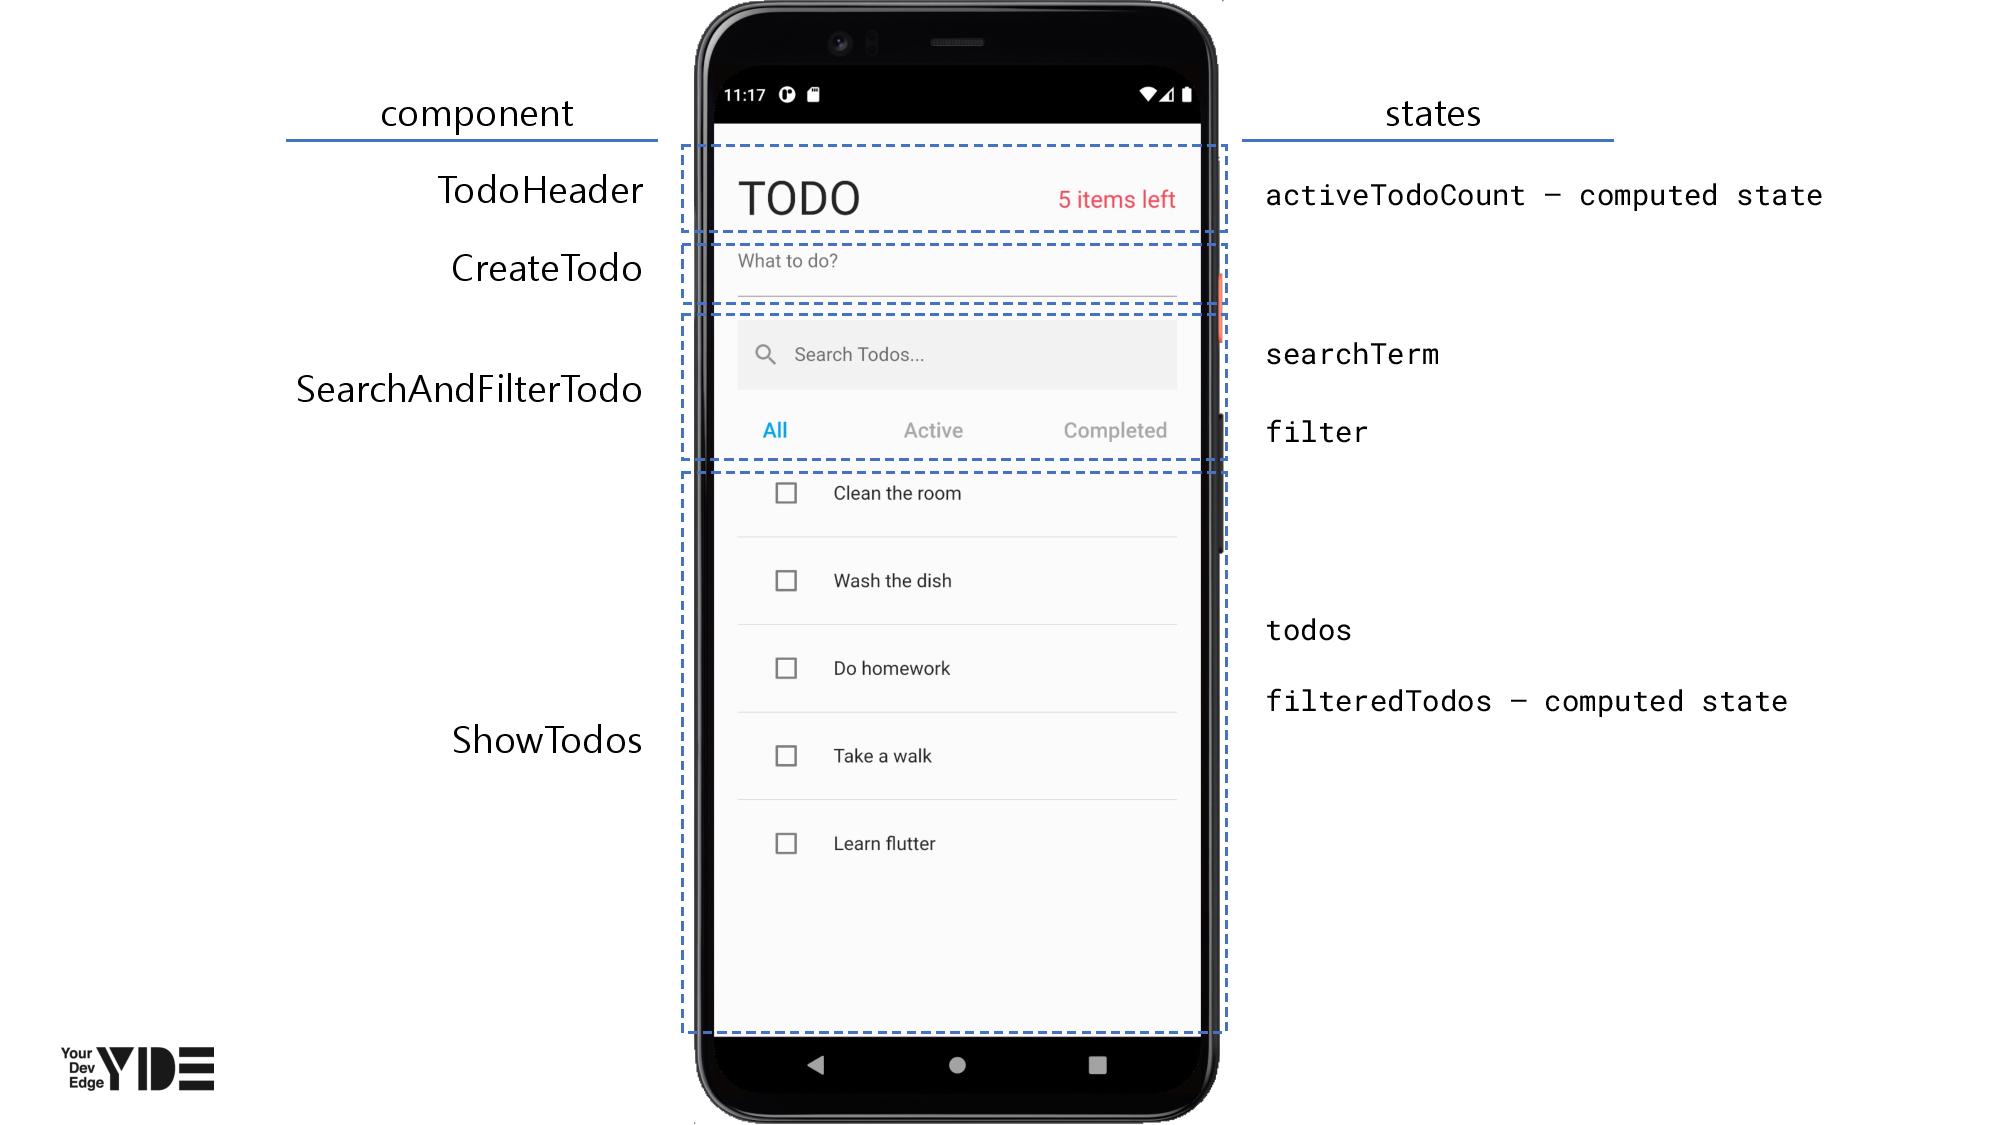 component
states
11:17
TodoHeader
TODO
5 items left
activeTodoCount – computed state
CreateTodo
What to do?
SearchAndFilterTodo
Search Todos...
searchTerm
All
Active
Completed
filter
ShowTodos
Clean the room
Wash the dish
Do homework
Take a walk
Learn flutter
todos
filteredTodos – computed state
Your
Dev
Edge
YDE